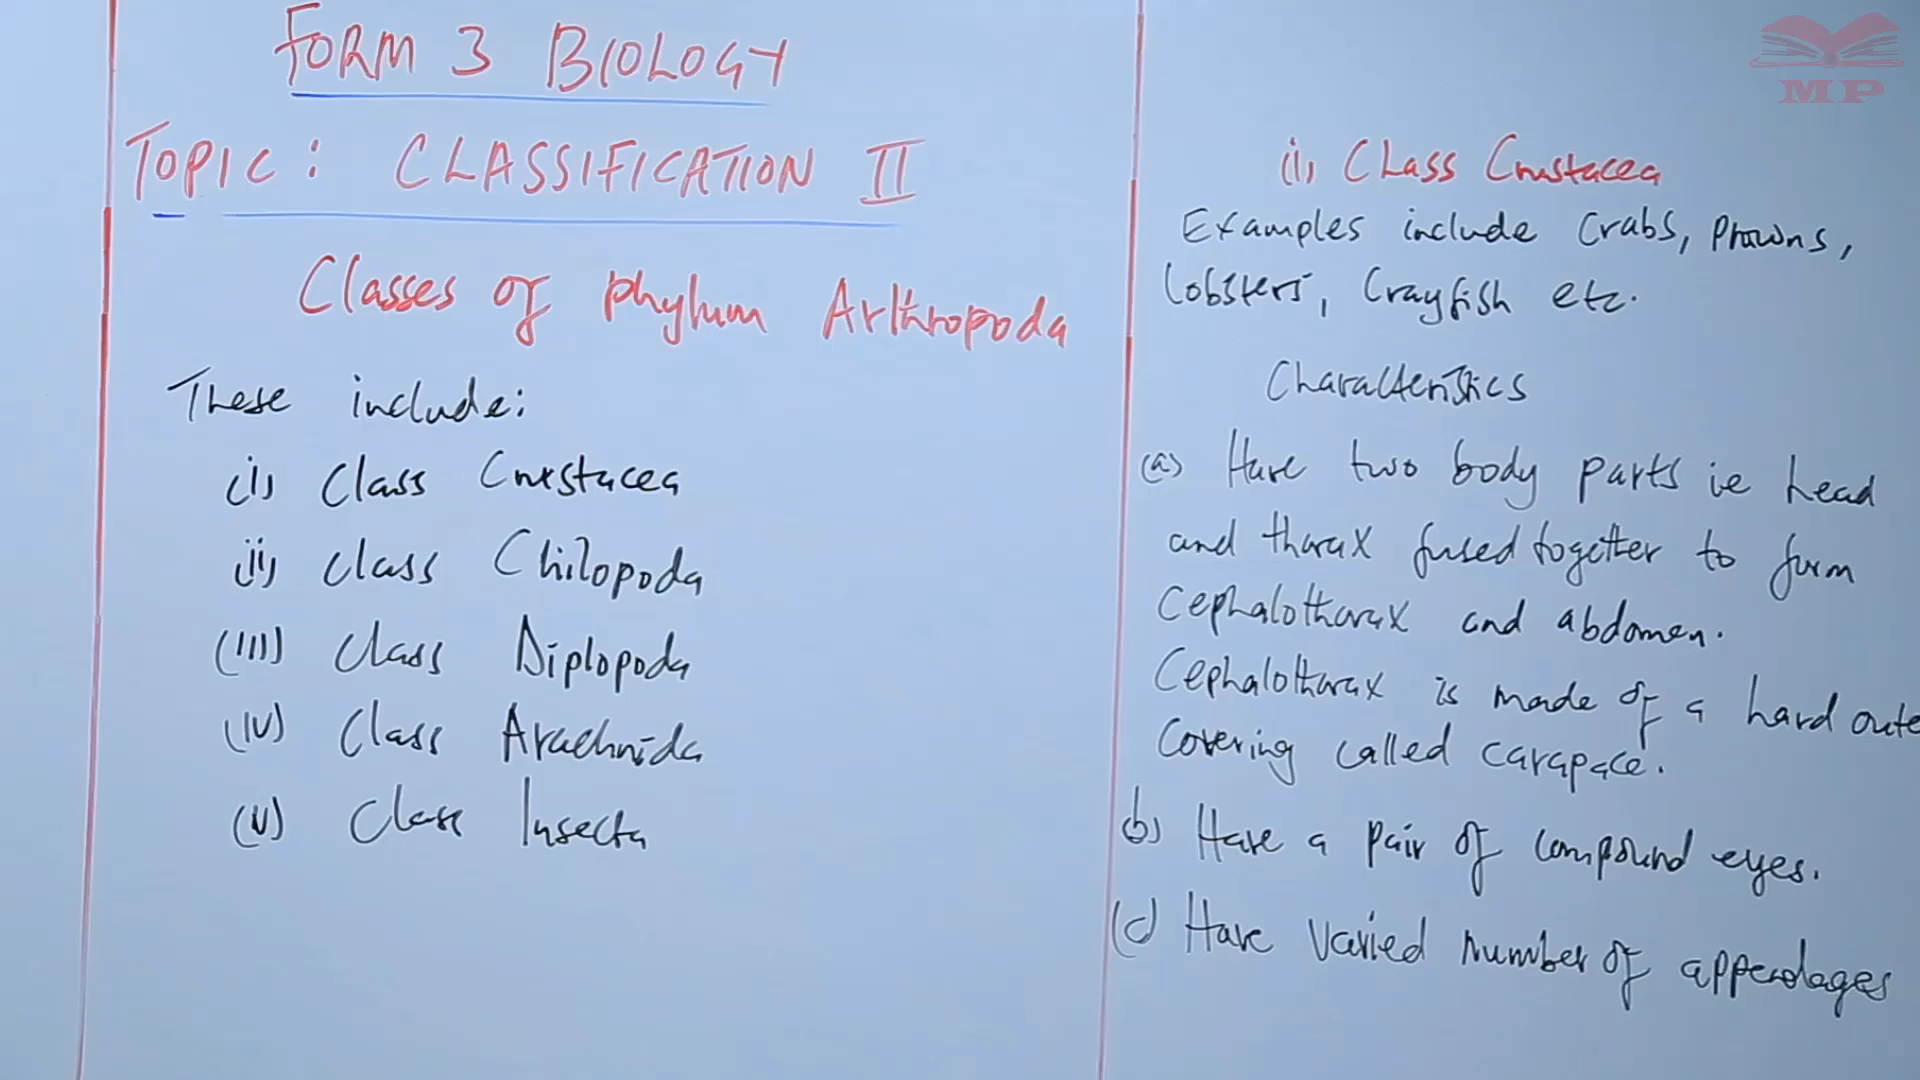 FORM 3 BIOLOGY
TOPIC: CLASSIFICATION II
Classes of phylum Arthropoda
These include:
(i) Class Crustacea
(ii) Class Chilopoda
(iii) Class Diplopoda
(iv) Class Arachnida
(v) Class Insecta
MP
(i) Class Crustacea
Examples include Crabs, Prawns,
Lobsters, Crayfish etc.
Characteristics
(a) Have two body parts ie head
and thorax fused together to form
Cephalothorax and abdomen.
Cephalothorax is made of a hard oute
Covering called carapace.
b) Have a pair of compound eyes.
(c) Have varied number of appendages